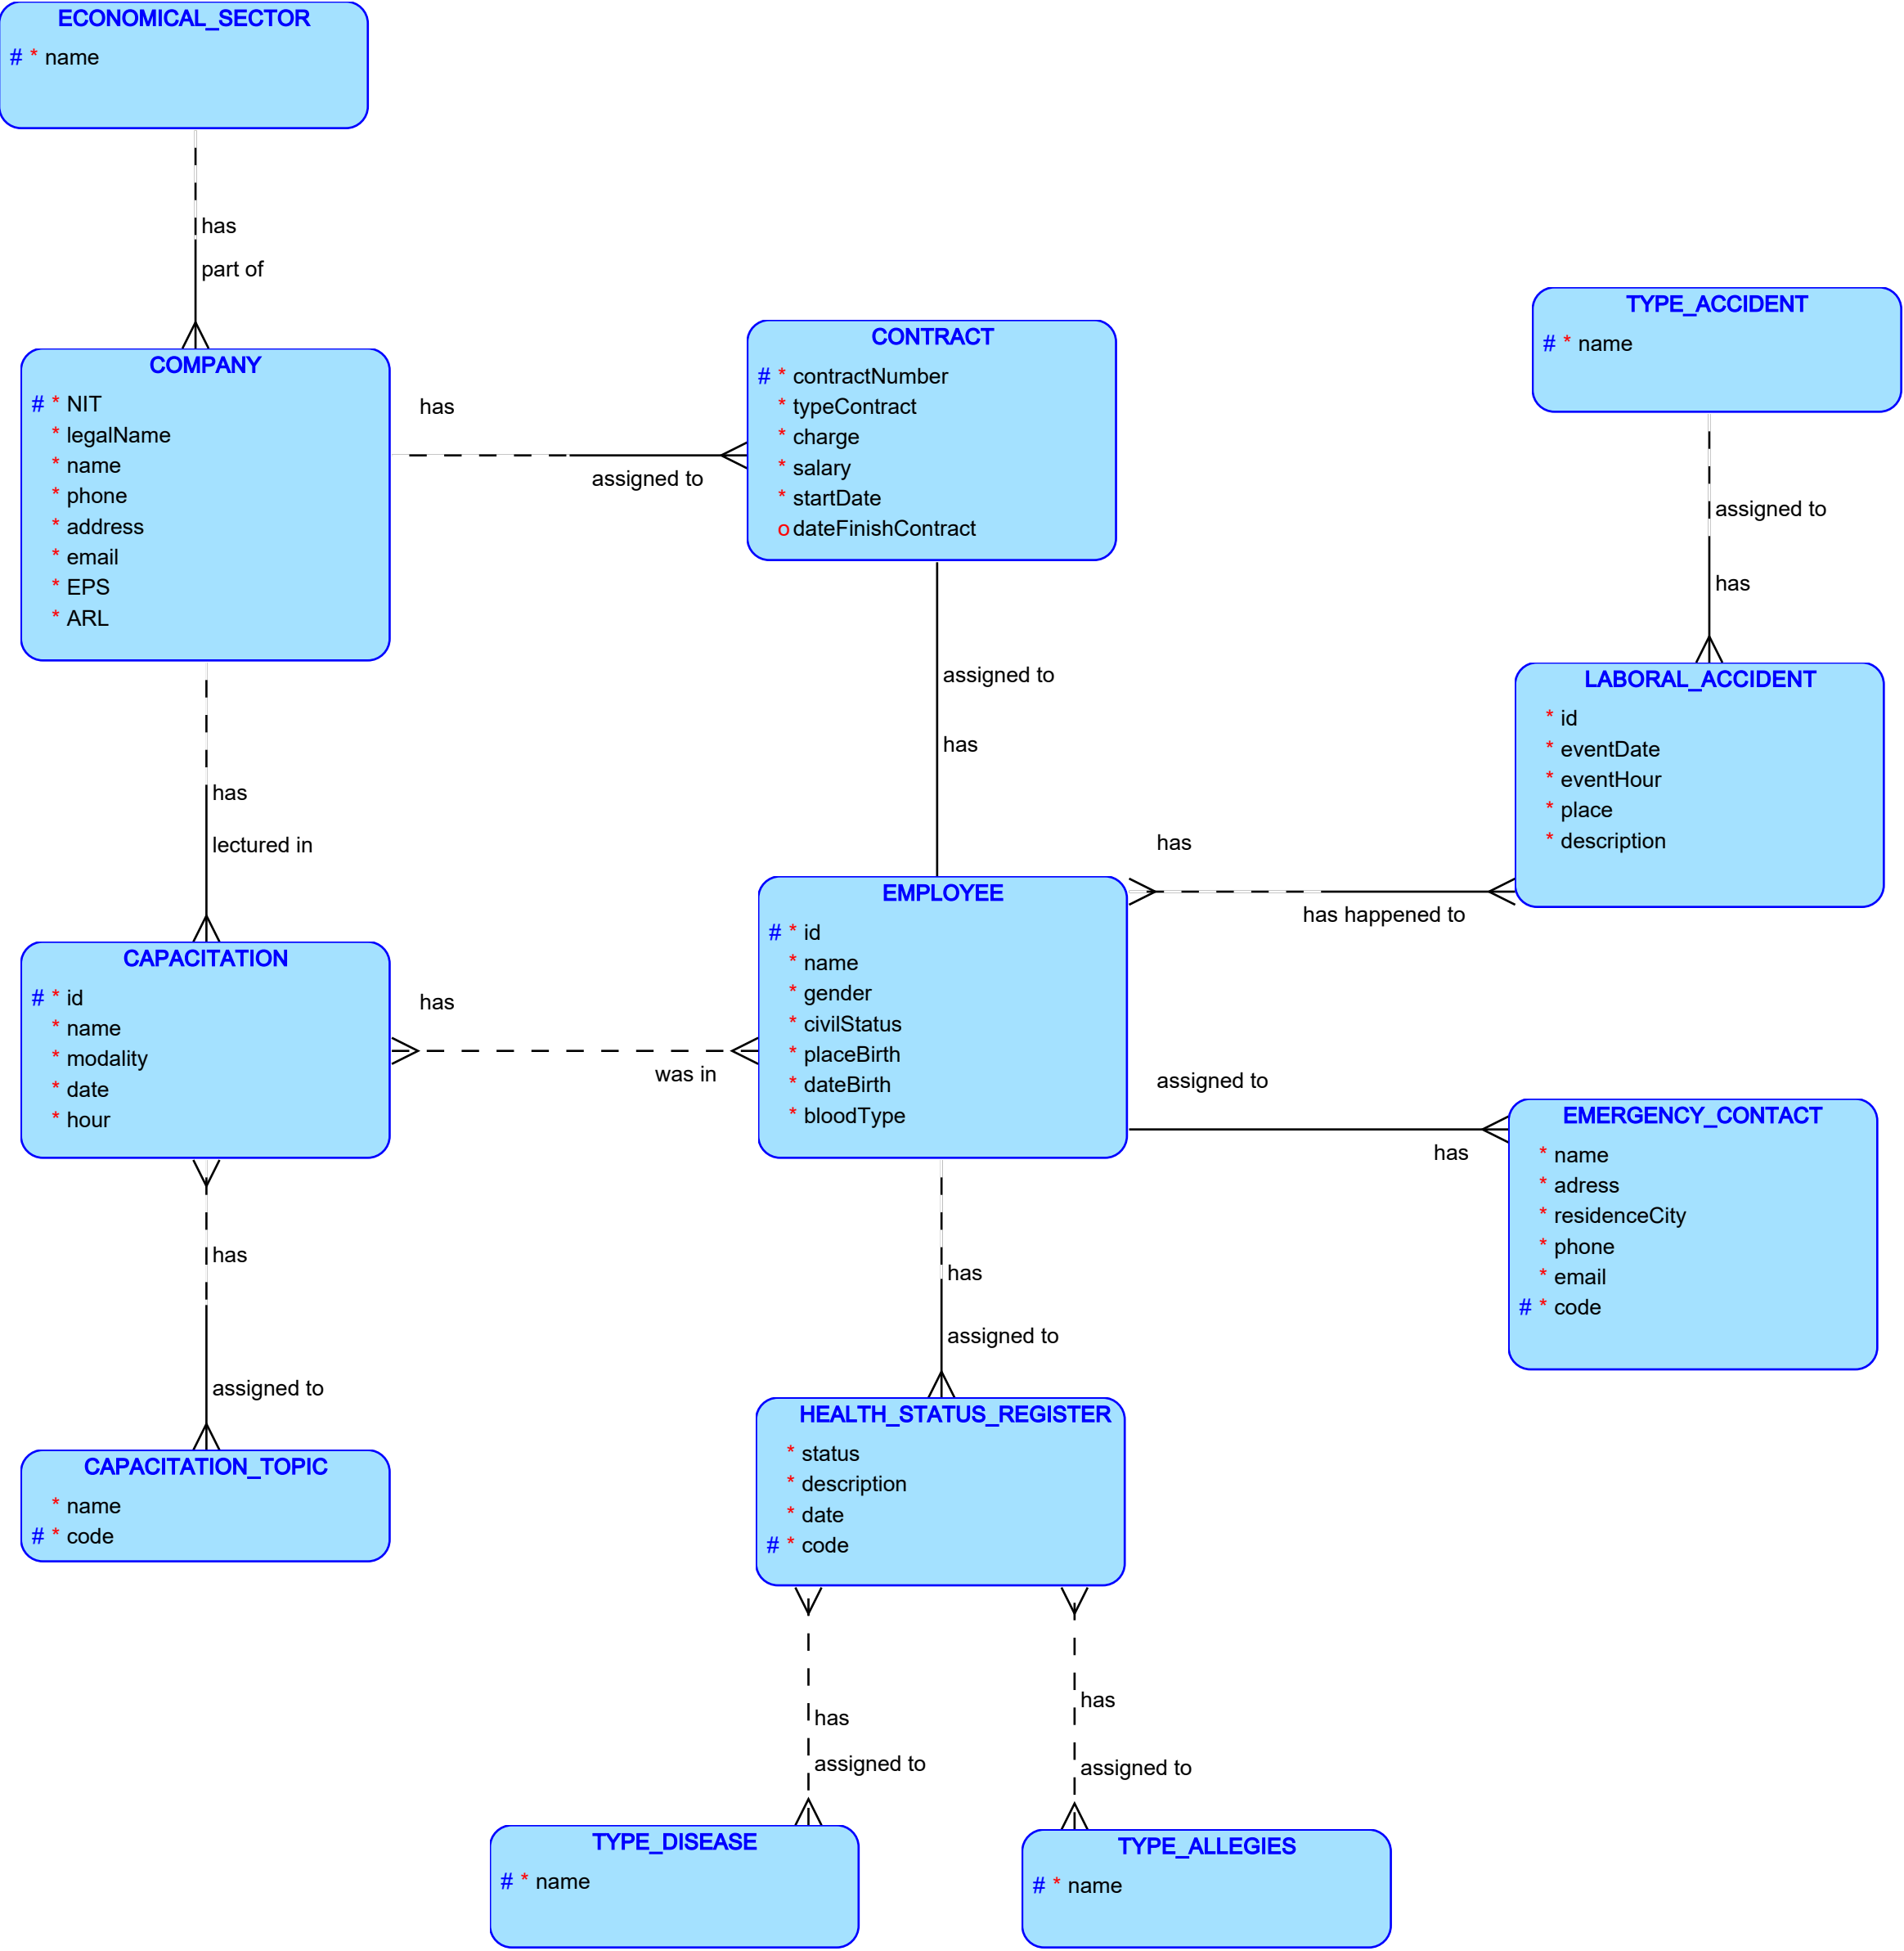 ECONOMICAL_SECTOR
# * name
has
part of
COMPANY
# * NIT
* legalName
* name
* phone
* address
* email
* EPS
* ARL
has
assigned to
CONTRACT
# * contractNumber
* typeContract
* charge
* salary
* startDate
o dateFinishContract
TYPE_ACCIDENT
# * name
assigned to
has
LABORAL_ACCIDENT
* id
* eventDate
* eventHour
* place
* description
assigned to
has
has
lectured in
has
has happened to
EMPLOYEE
# * id
* name
* gender
* civilStatus
* placeBirth
* dateBirth
* bloodType
CAPACITATION
# * id
* name
* modality
* date
* hour
has
was in
assigned to
has
EMERGENCY_CONTACT
* name
* adress
* residenceCity
* phone
* email
# * code
has
assigned to
has
assigned to
CAPACITATION_TOPIC
* name
# * code
HEALTH_STATUS_REGISTER
* status
* description
* date
# * code
has
assigned to
has
assigned to
TYPE_DISEASE
# * name
TYPE_ALLEGIES
# * name